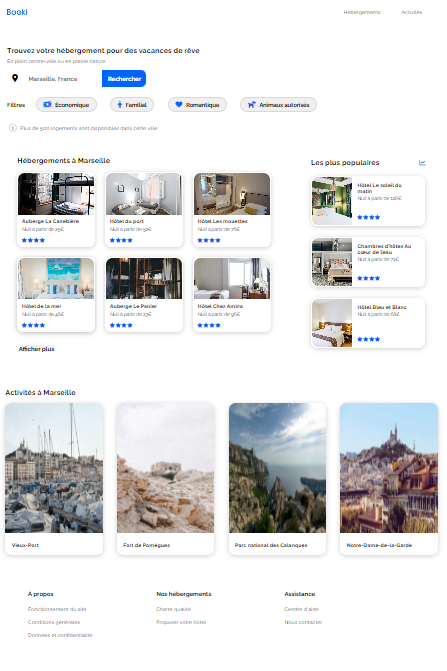 Booki
Hébergements
Activités
Trouvez votre hébergement pour des vacances de rêve
En plein centre-ville ou en pleine nature
Marseille, France
Rechercher
Filtres
Économique
Familial
Romantique
Animaux autorisés
Plus de 500 logements sont disponibles dans cette ville
Hébergements à Marseille
Auberge La Canebière
Nuit à partir de 25€
Hôtel du port
Nuit à partir de 52€
Hôtel Les mouettes
Nuit à partir de 76€
Hôtel de la mer
Nuit à partir de 46€
Auberge Le Panier
Nuit à partir de 23€
Hôtel Chez Amina
Nuit à partir de 96€
Afficher plus
Les plus populaires
Hôtel Le soleil du
matin
Nuit à partir de 128€
Chambres d'hôtes Au
cœur de l'eau
Nuit à partir de 71€
Hôtel Bleu et Blanc
Nuit à partir de 68€
Activités à Marseille
Vieux-Port
Fort de Pomègues
Parc national des Calanques
Notre-Dame-de-la-Garde
À propos
Fonctionnement du site
Conditions générales
Données et confidentialité
Nos hébergements
Charte qualité
Proposer votre hôtel
Assistance
Centre d'aide
Nous contacter